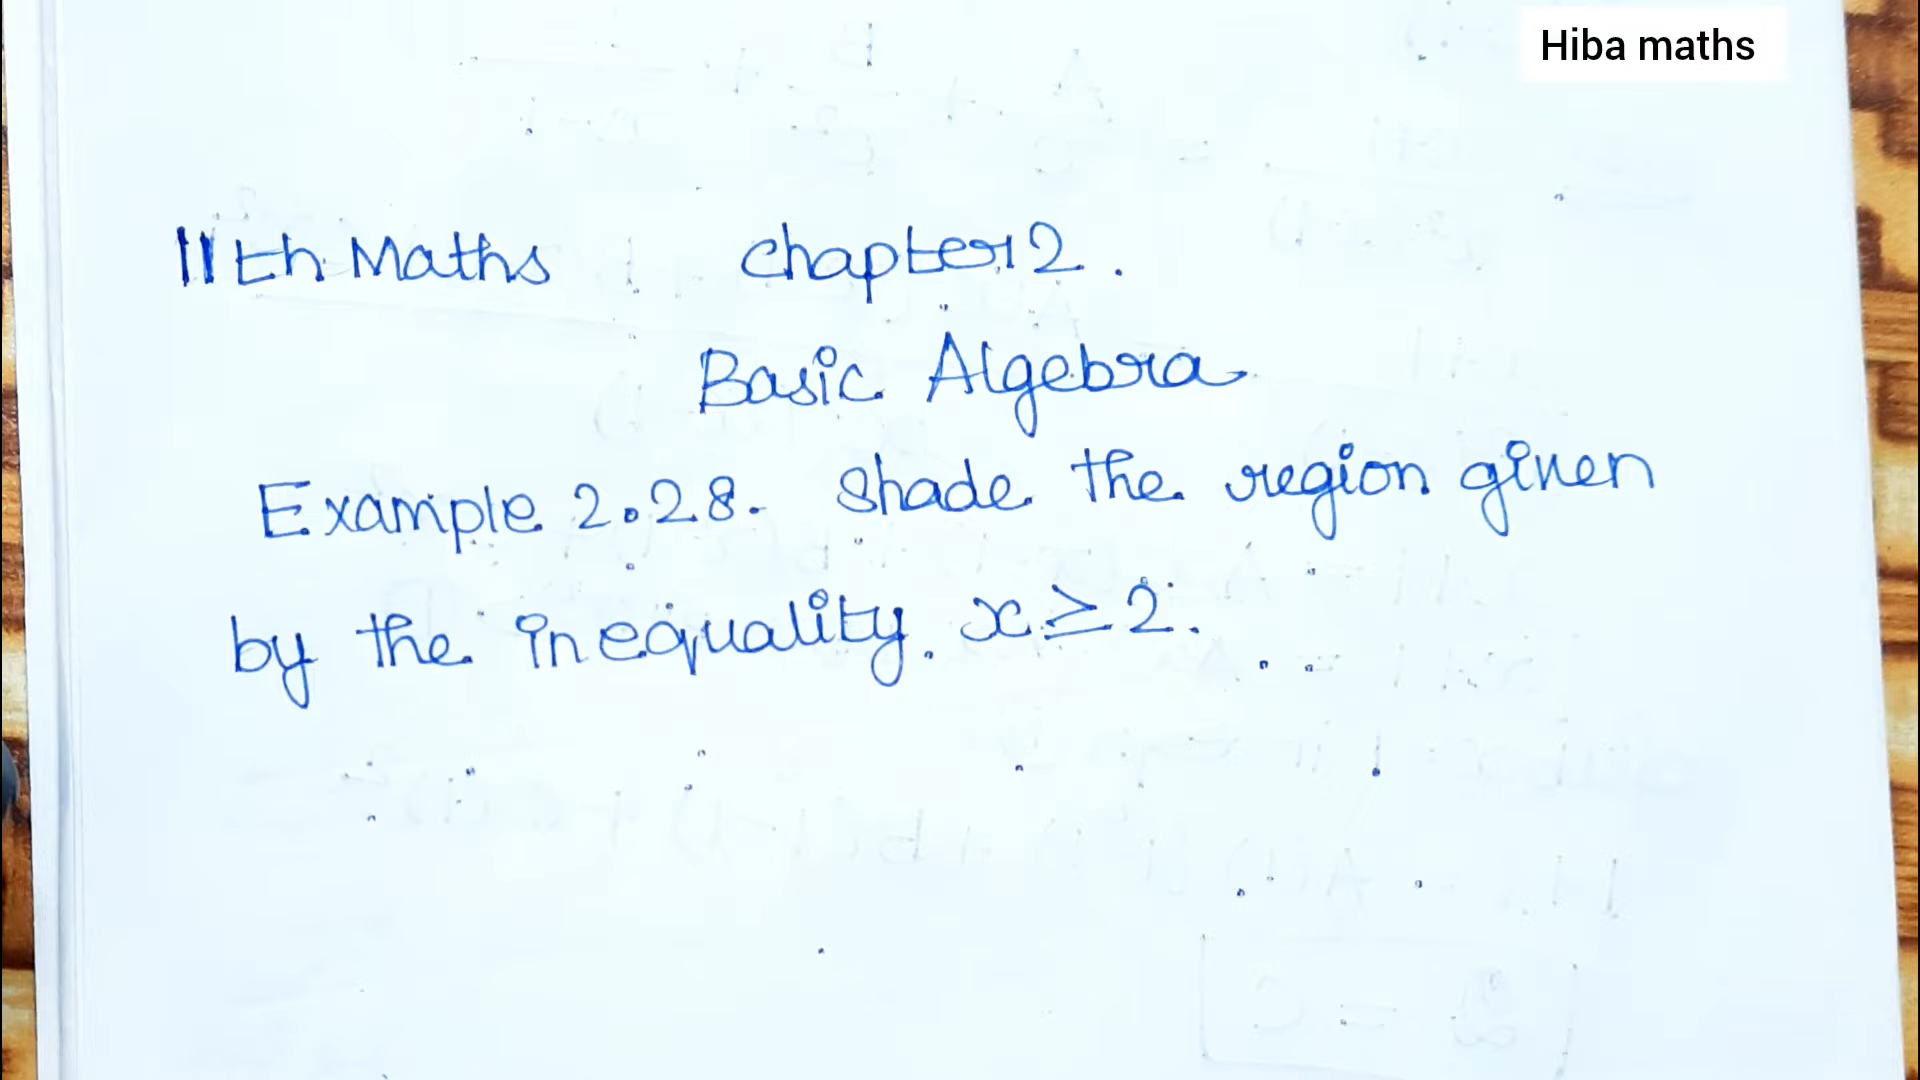 Hiba maths
11th Maths chapter 2.
Basic Algebra
Example 2.28. Shade the region given
by the inequality. x ≥ 2.